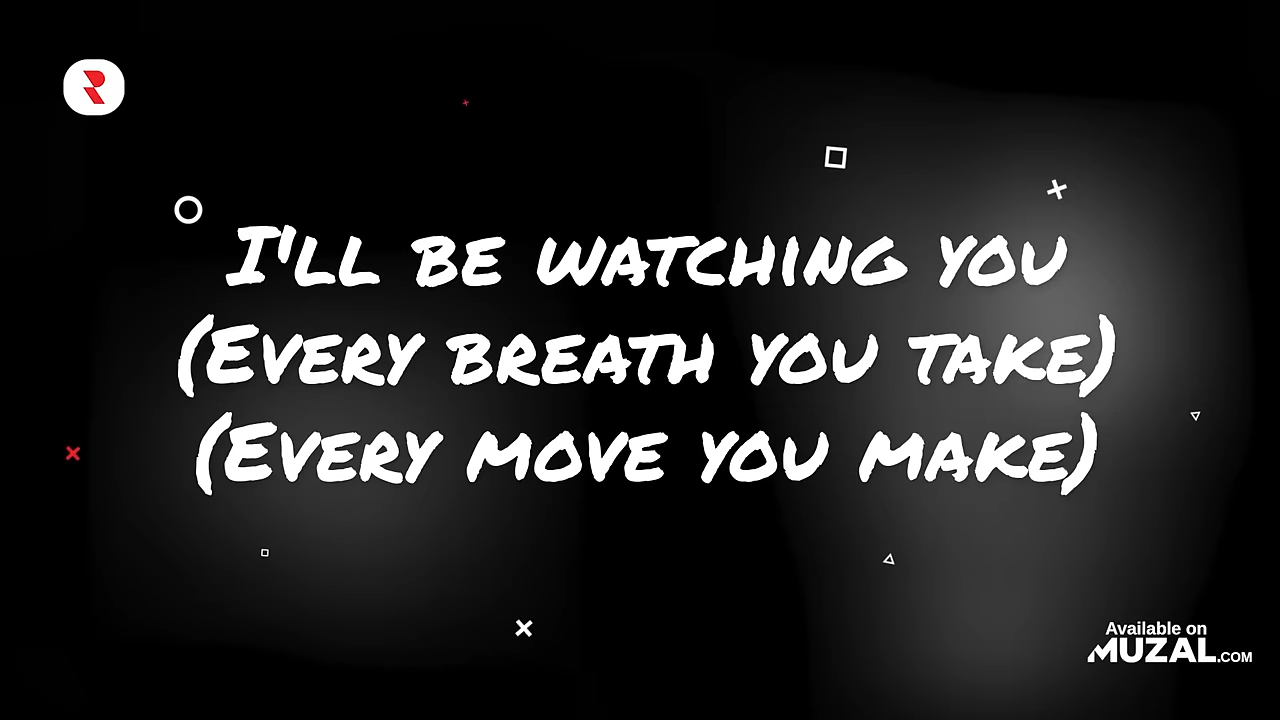 I'll be watching you
(Every breath you take)
(Every move you make)
Available on
MUZAL.COM